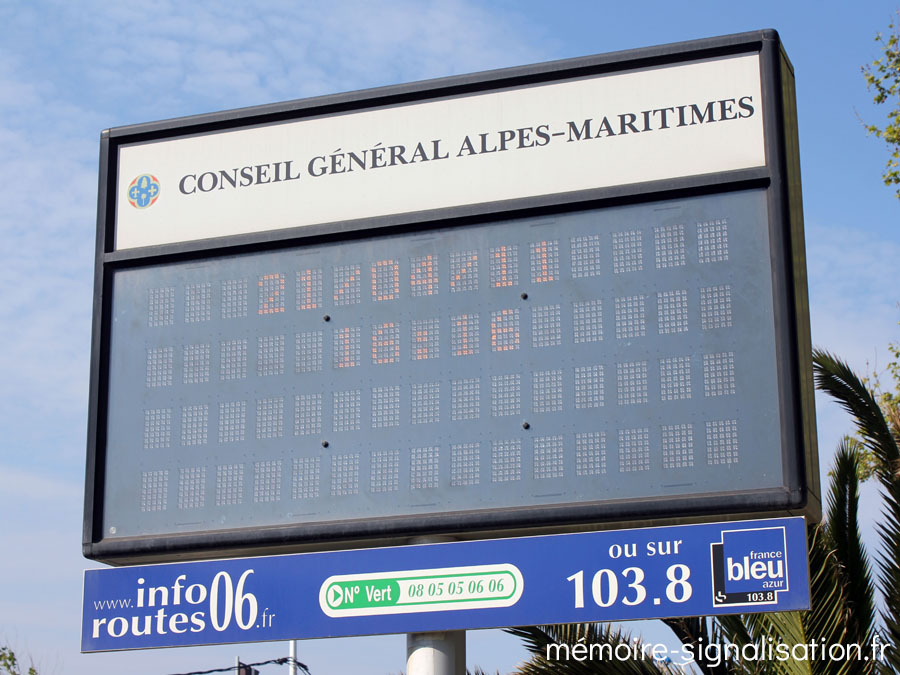 CONSEIL GÉNÉRAL ALPES-MARITIMES
21/04/11
16:16
www.info
routes06.fr
N° Vert 08 05 05 06 06
ou sur
103.8
france
bleu
azur
103.8
mémoire-signalisation.fr